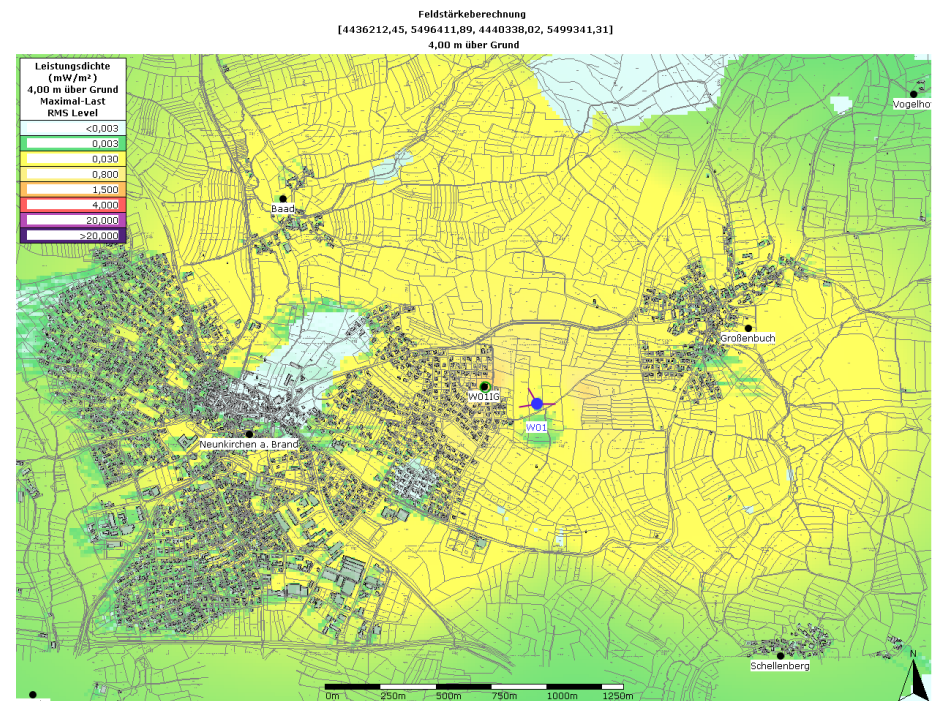 Feldstärkeberechnung
[4436212,45, 5496411,89, 4440338,02, 5499341,31]
4,00 m über Grund
Leistungsdichte
(mW/m²)
4,00 m über Grund
Maximal-Last
RMS Level
<0,003
0,003
0,030
0,800
1,500
4,000
20,000
>20,000
Vogelho
Baad
Großenbuch
W01IG
W01
Neunkirchen a. Brand
Schellenberg
N
0m 250m 500m 750m 1000m 1250m